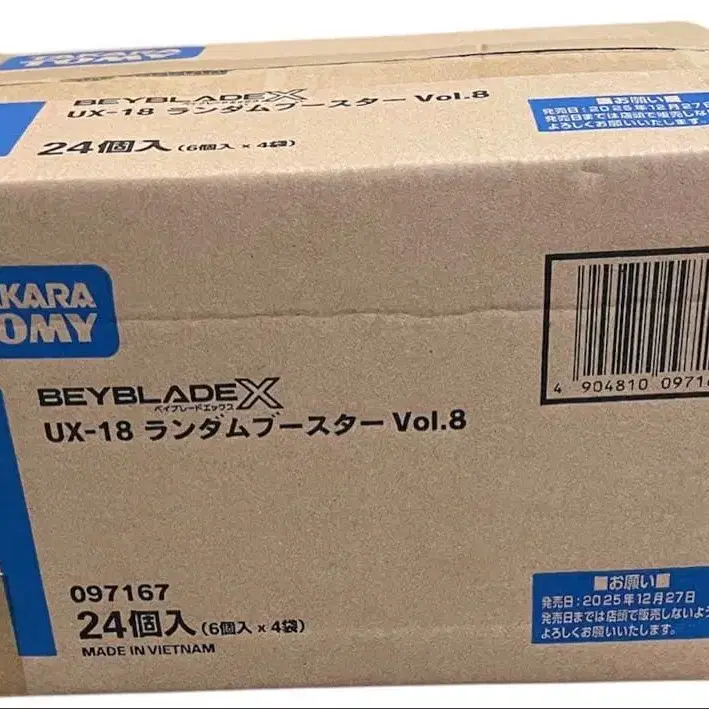 TAKARA
TOMY
BEYBLADE X
UX-18 ランダムブースター Vol.8
24個入(6個入×4袋)
■お願い■
発売日:2025年12月27日
発売日までは店頭で販売しない
よろしくお願いいたします。
AKARA
TOMY
4 904810 0971
BEYBLADE X
ベイブレードエックス
UX-18 ランダムブースター Vol.8
097167
24個入(6個入×4袋)
MADE IN VIETNAM
■お願い■
発売日:2025年12月27日
発売日までは店頭で販売しないよう
よろしくお願いいたします。